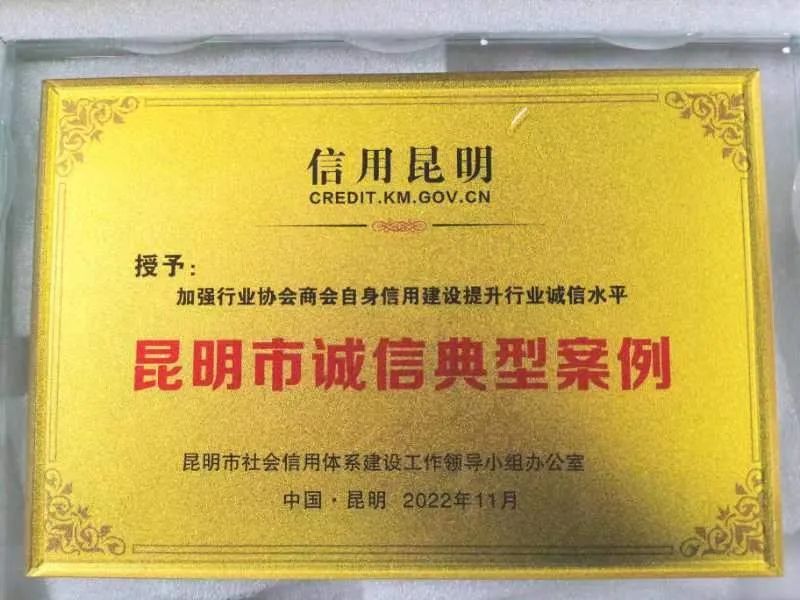 信用昆明
CREDIT.KM.GOV.CN
授予：
加强行业协会商会自身信用建设提升行业诚信水平
昆明市诚信典型案例
昆明市社会信用体系建设工作领导小组办公室
中国·昆明 2022年11月